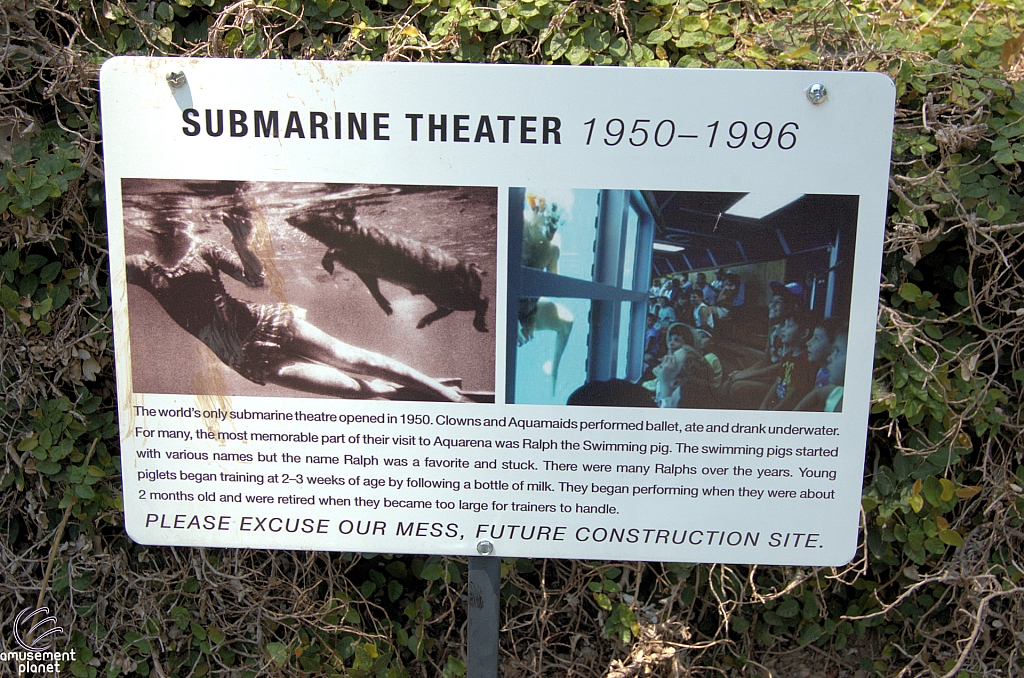 SUBMARINE THEATER 1950–1996
The world's only submarine theatre opened in 1950. Clowns and Aquamaids performed ballet, ate and drank underwater.
For many, the most memorable part of their visit to Aquarena was Ralph the Swimming pig. The swimming pigs started
with various names but the name Ralph was a favorite and stuck. There were many Ralphs over the years. Young
piglets began training at 2–3 weeks of age by following a bottle of milk. They began performing when they were about
2 months old and were retired when they became too large for trainers to handle.
PLEASE EXCUSE OUR MESS, FUTURE CONSTRUCTION SITE.
amusement
planet